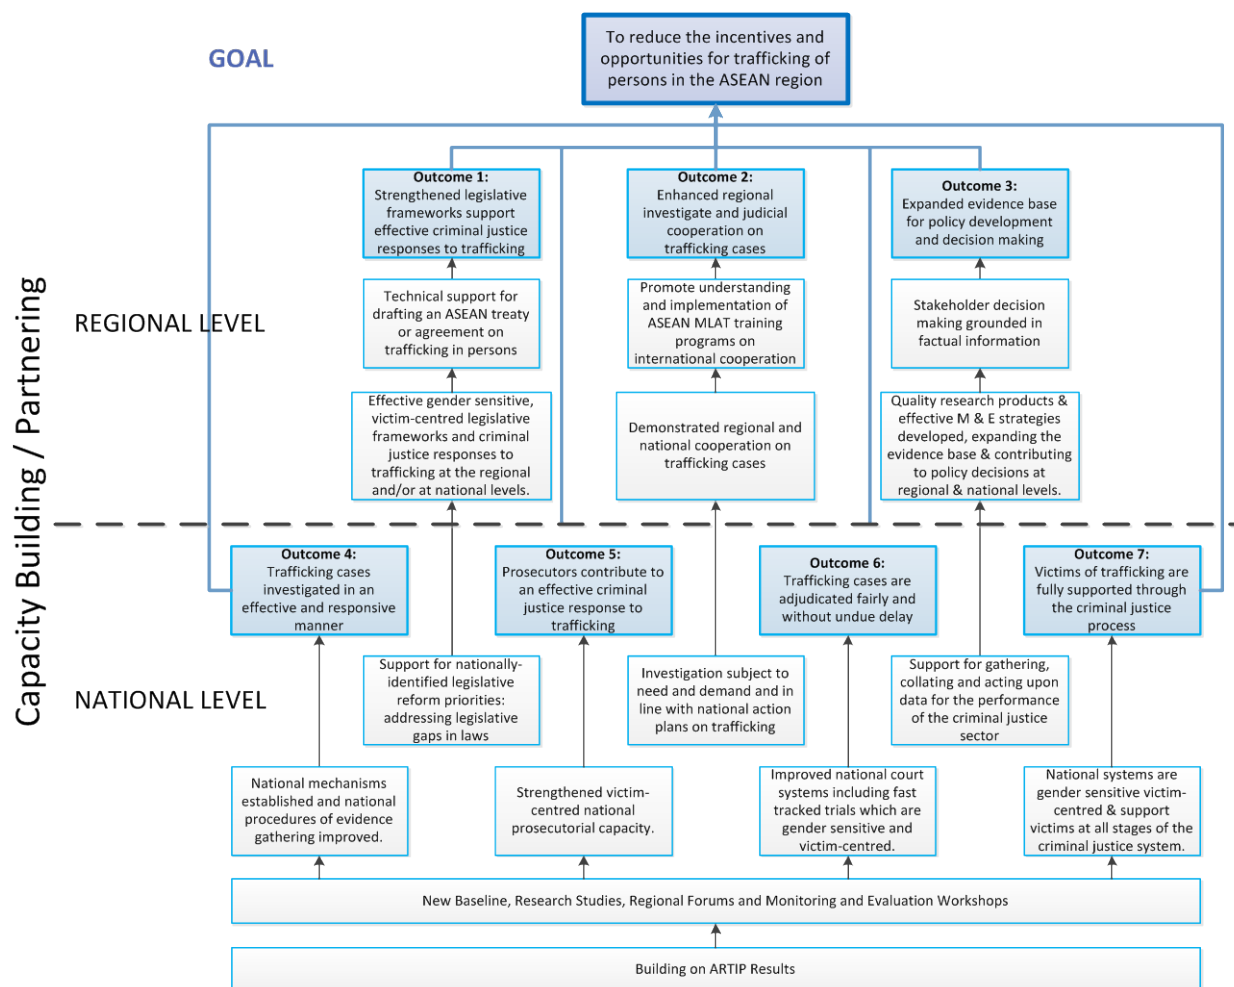 GOAL
To reduce the incentives and
opportunities for trafficking of
persons in the ASEAN region
Capacity Building / Partnering
REGIONAL LEVEL
Outcome 1:
Strengthened legislative
frameworks support
effective criminal justice
responses to trafficking
Outcome 2:
Enhanced regional
investigate and judicial
cooperation on
trafficking cases
Outcome 3:
Expanded evidence base
for policy development
and decision making
Technical support for
drafting an ASEAN treaty
or agreement on
trafficking in persons
Promote understanding
and implementation of
ASEAN MLAT training
programs on
international cooperation
Stakeholder decision
making grounded in
factual information
Effective gender sensitive,
victim-centred legislative
frameworks and criminal
justice responses to
trafficking at the regional
and/or at national levels.
Demonstrated regional and
national cooperation on
trafficking cases
Quality research products &
effective M & E strategies
developed, expanding the
evidence base & contributing
to policy decisions at
regional & national levels.
NATIONAL LEVEL
Outcome 4:
Trafficking cases
investigated in an
effective and responsive
manner
Outcome 5:
Prosecutors contribute to
an effective criminal
justice response to
trafficking
Outcome 6:
Trafficking cases are
adjudicated fairly and
without undue delay
Outcome 7:
Victims of trafficking are
fully supported through
the criminal justice
process
Support for nationally-
identified legislative
reform priorities:
addressing legislative
gaps in laws
Investigation subject to
need and demand and in
line with national action
plans on trafficking
Support for gathering,
collating and acting upon
data for the performance
of the criminal justice
sector
National mechanisms
established and national
procedures of evidence
gathering improved.
Strengthened victim-
centred national
prosecutorial capacity.
Improved national court
systems including fast
tracked trials which are
gender sensitive and
victim-centred.
National systems are
gender sensitive victim-
centred & support
victims at all stages of the
criminal justice system.
New Baseline, Research Studies, Regional Forums and Monitoring and Evaluation Workshops
Building on ARTIP Results